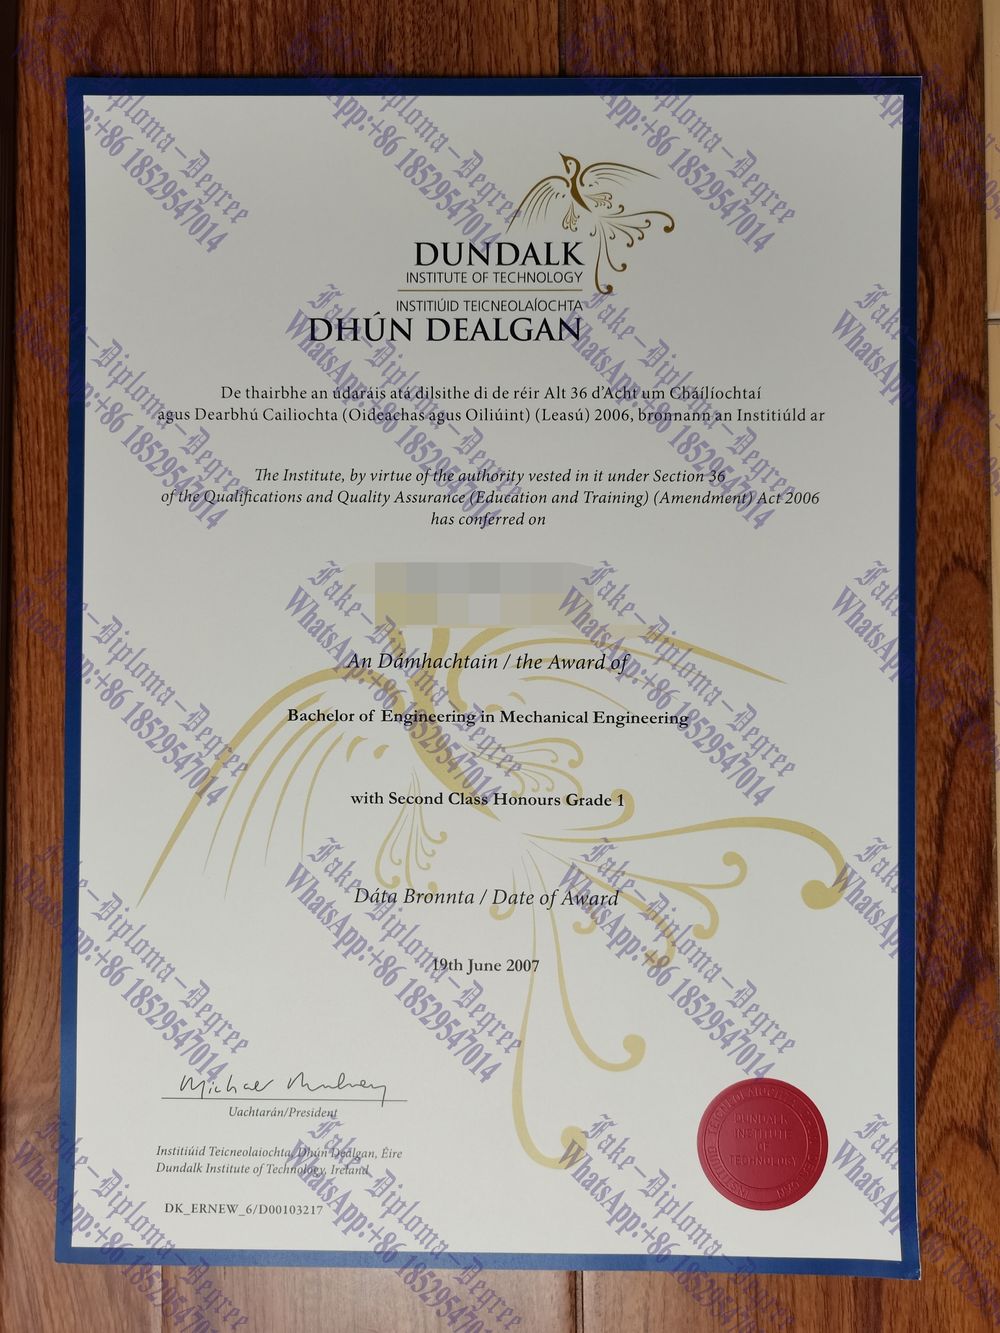 DUNDALK
INSTITUTE OF TECHNOLOGY
INSTITIÚID TEICNEOLAÍOCHTA
DHÚN DEALGAN
De thairbhe an údaráis atá dílsithe di de réir Alt 36 d'Acht um Cháílíochtaí
agus Dearbhú Cailiochta (Oideachas agus Oiliúint) (Leasú) 2006, bronnann an Institiúld ar
The Institute, by virtue of the authority vested in it under Section 36
of the Qualifications and Quality Assurance (Education and Training) (Amendment) Act 2006
has conferred on
An Dámhachtain / the Award of
Bachelor of Engineering in Mechanical Engineering
with Second Class Honours Grade 1
Dáta Bronnta / Date of Award
19th June 2007
Uachtarán/President
Institiúid Teicneolaiochta, Dhún Dealgan, Éire
Dundalk Institute of Technology, Ireland
DK_ERNEW_6/D00103217
DUNDALK
INSTITUTE
OF
TECHNOLOGY
Fake-Diploma-Degree
WhatsApp:+86 18529547014